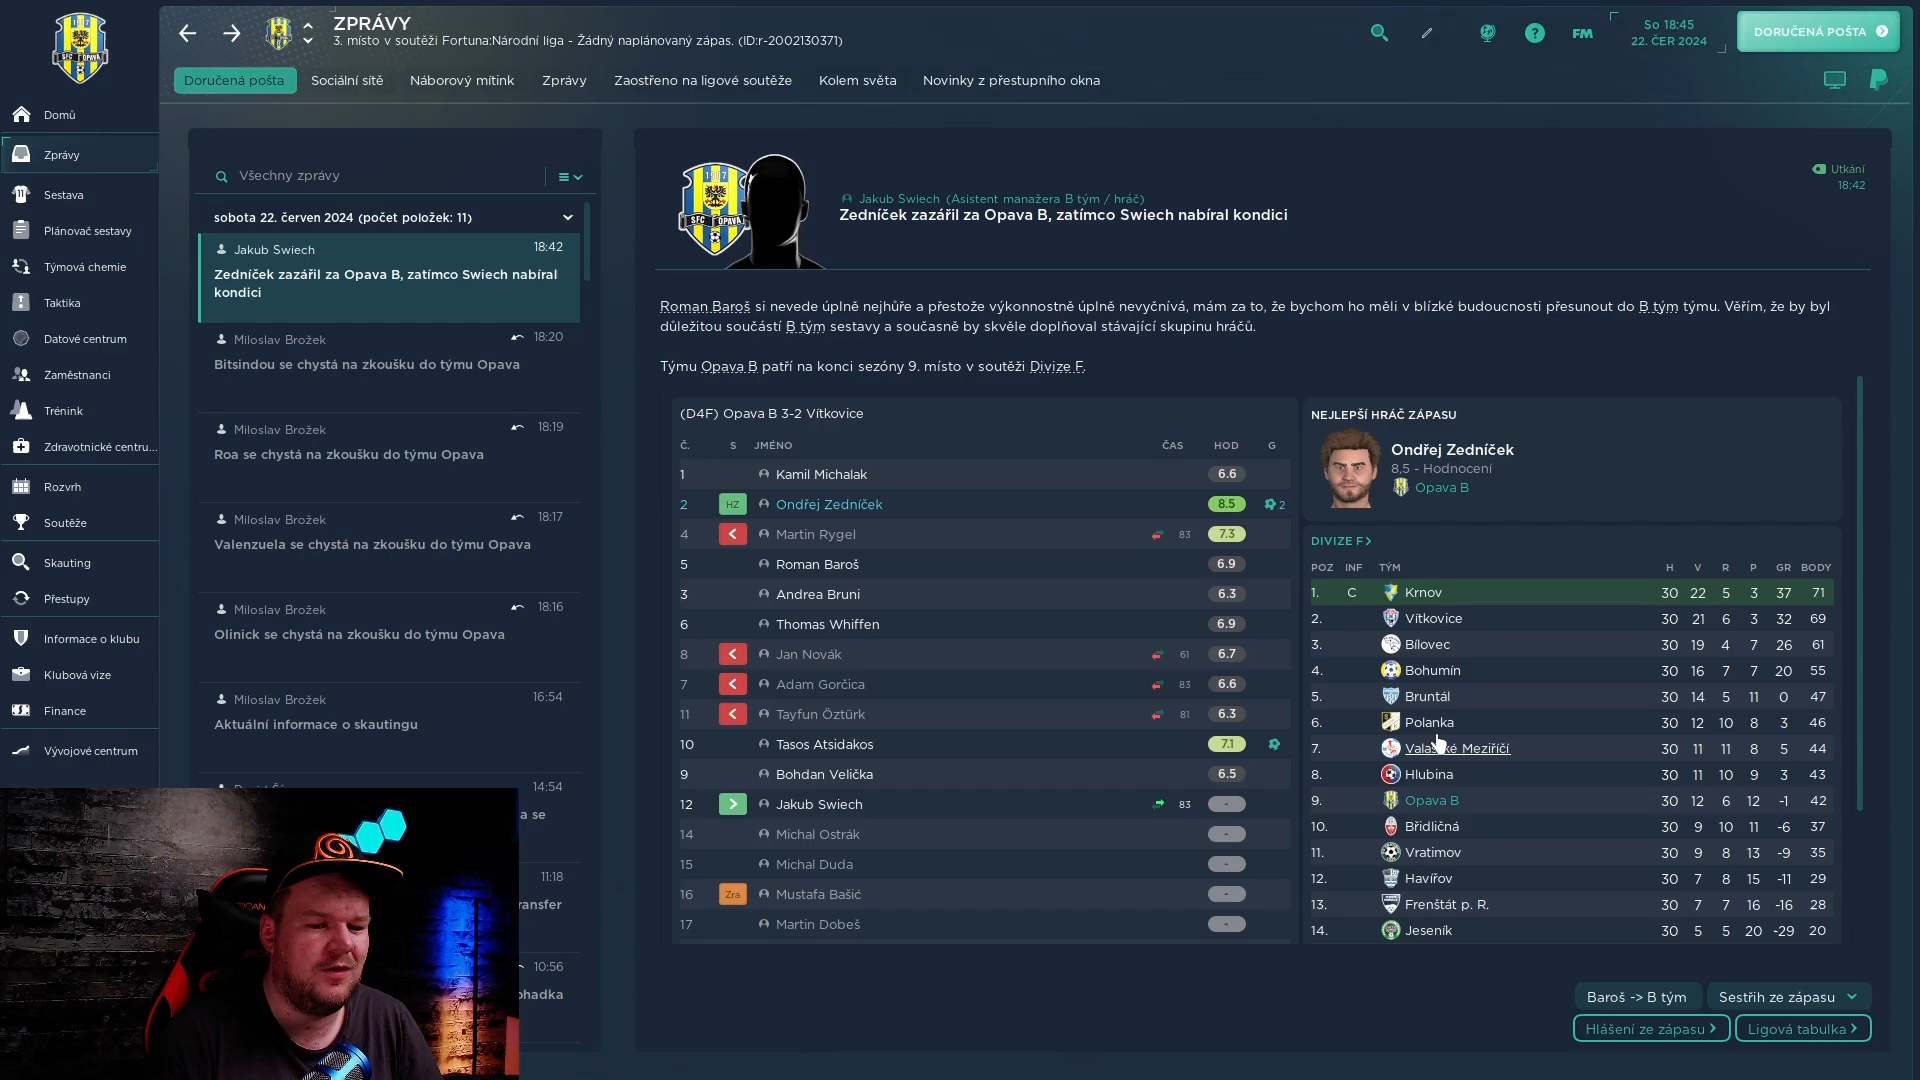 ZPRÁVY
3. místo v soutěži Fortuna:Národní liga - Žádný naplánovaný zápas. (ID:r-2002130371)
FM
So 18:45
22. ČER 2024
DORUČENÁ POŠTA
Doručená pošta
Sociální sítě
Náborový mítink
Zprávy
Zaostřeno na ligové soutěže
Kolem světa
Novinky z přestupního okna
Domů
Zprávy
Sestava
Plánovač sestavy
Týmová chemie
Taktika
Datové centrum
Zaměstnanci
Trénink
Zdravotnické centru...
Rozvrh
Soutěže
Skauting
Přestupy
Informace o klubu
Klubová vize
Finance
Vývojové centrum
Všechny zprávy
sobota 22. červen 2024 (počet položek: 11)
Jakub Swiech 18:42
Zedníček zazářil za Opava B, zatímco Swiech nabíral
kondici
Miloslav Brožek 18:20
Bitsindou se chystá na zkoušku do týmu Opava
Miloslav Brožek 18:19
Roa se chystá na zkoušku do týmu Opava
Miloslav Brožek 18:17
Valenzuela se chystá na zkoušku do týmu Opava
Miloslav Brožek 18:16
Olinick se chystá na zkoušku do týmu Opava
Miloslav Brožek 16:54
Aktuální informace o skautingu
14:54
a se
11:18
10:56
1907
SFC OPAVA
Utkání
18:42
Jakub Swiech (Asistent manažera B tým / hráč)
Zedníček zazářil za Opava B, zatímco Swiech nabíral kondici
Roman Baroš si nevede úplně nejhůře a přestože výkonnostně úplně nevyčnívá, mám za to, že bychom ho měli v blízké budoucnosti přesunout do B tým týmu. Věřím, že by byl
důležitou součástí B tým sestavy a současně by skvěle doplňoval stávající skupinu hráčů.
Týmu Opava B patří na konci sezóny 9. místo v soutěži Divize F.
(D4F) Opava B 3-2 Vítkovice
Č. S JMÉNO ČAS HOD G
1 Kamil Michalak 6.6
2 HZ Ondřej Zedníček 8.5 2
4 Martin Rygel 83 7.3
5 Roman Baroš 6.9
3 Andrea Bruni 6.3
6 Thomas Whiffen 6.9
8 Jan Novák 61 6.7
7 Adam Gorčica 83 6.6
11 Tayfun Öztürk 81 6.3
10 Tasos Atsidakos 7.1
9 Bohdan Velička 6.5
12 Jakub Swiech 83 -
14 Michal Ostrák -
15 Michal Duda -
16 Zra Mustafa Bašić -
17 Martin Dobeš -
NEJLEPŠÍ HRÁČ ZÁPASU
Ondřej Zedníček
8,5 - Hodnocení
Opava B
DIVIZE F
POZ INF TÝM H V R P GR BODY
1. C Krnov 30 22 5 3 37 71
2. Vítkovice 30 21 6 3 32 69
3. Bílovec 30 19 4 7 26 61
4. Bohumín 30 16 7 7 20 55
5. Bruntál 30 14 5 11 0 47
6. Polanka 30 12 10 8 3 46
7. Valašské Meziříčí 30 11 11 8 5 44
8. Hlubina 30 11 10 9 3 43
9. Opava B 30 12 6 12 -1 42
10. Břidličná 30 9 10 11 -6 37
11. Vratimov 30 9 8 13 -9 35
12. Havířov 30 7 8 15 -11 29
13. Frenštát p. R. 30 7 7 16 -16 28
14. Jeseník 30 5 5 20 -29 20
Baroš -> B tým
Sestřih ze zápasu
Hlášení ze zápasu
Ligová tabulka